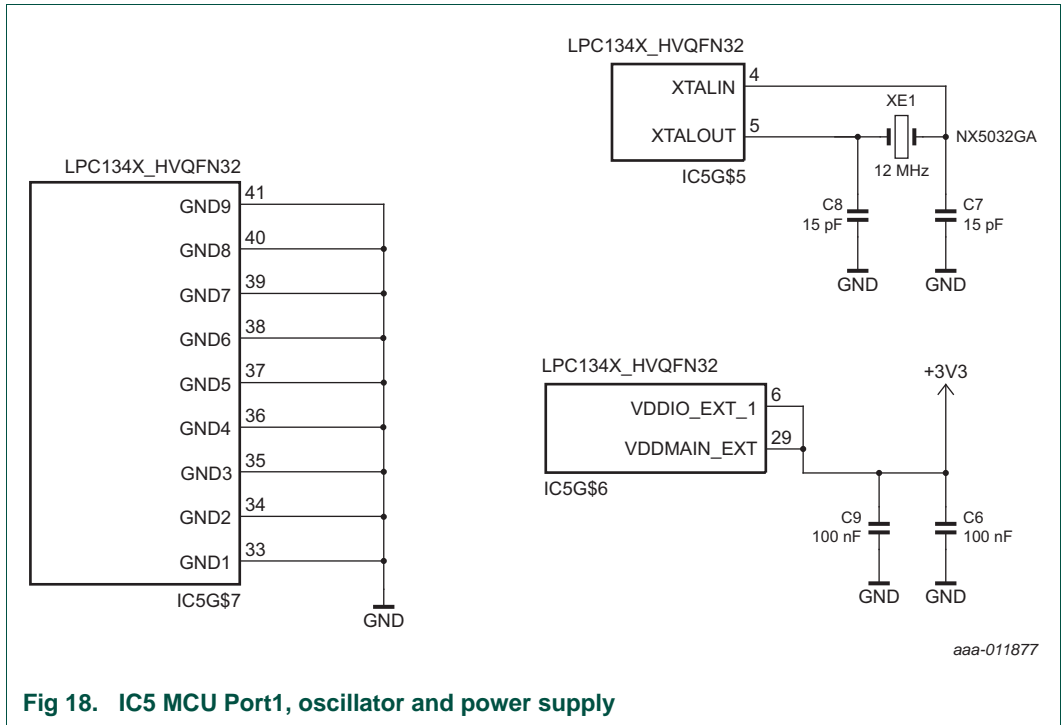 LPC134X_HVQFN32
GND9 41
GND8 40
GND7 39
GND6 38
GND5 37
GND4 36
GND3 35
GND2 34
GND1 33
IC5G$7
GND
LPC134X_HVQFN32
XTALIN 4
XTALOUT 5
IC5G$5
XE1
NX5032GA
12 MHz
C8
15 pF
C7
15 pF
GND
GND
LPC134X_HVQFN32
VDDIO_EXT_1 6
VDDMAIN_EXT 29
IC5G$6
+3V3
C9
100 nF
C6
100 nF
GND
GND
aaa-011877
Fig 18. IC5 MCU Port1, oscillator and power supply